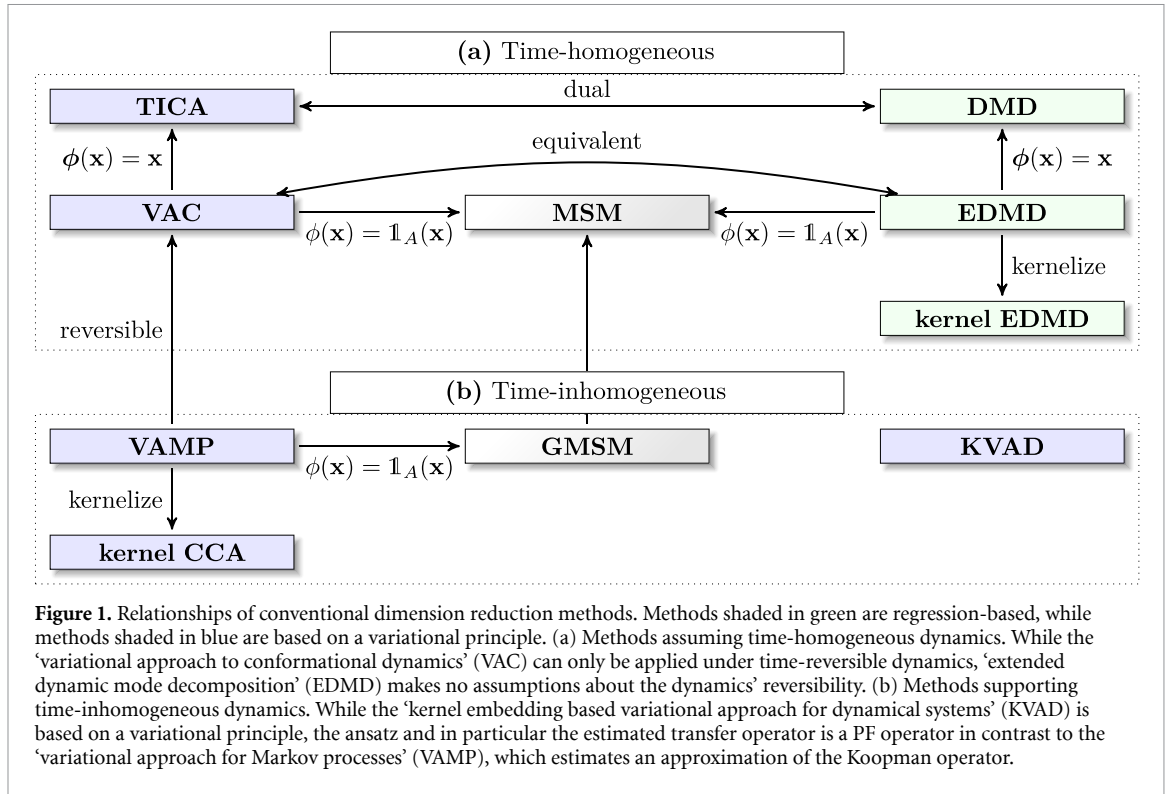 (a) Time-homogeneous
TICA
dual
DMD
ϕ(x) = x
equivalent
ϕ(x) = x
VAC
ϕ(x) = 𝟙_A(x)
MSM
ϕ(x) = 𝟙_A(x)
EDMD
kernelize
reversible
kernel EDMD
(b) Time-inhomogeneous
VAMP
ϕ(x) = 𝟙_A(x)
GMSM
KVAD
kernelize
kernel CCA
Figure 1. Relationships of conventional dimension reduction methods. Methods shaded in green are regression-based, while
methods shaded in blue are based on a variational principle. (a) Methods assuming time-homogeneous dynamics. While the
‘variational approach to conformational dynamics’ (VAC) can only be applied under time-reversible dynamics, ‘extended
dynamic mode decomposition’ (EDMD) makes no assumptions about the dynamics’ reversibility. (b) Methods supporting
time-inhomogeneous dynamics. While the ‘kernel embedding based variational approach for dynamical systems’ (KVAD) is
based on a variational principle, the ansatz and in particular the estimated transfer operator is a PF operator in contrast to the
‘variational approach for Markov processes’ (VAMP), which estimates an approximation of the Koopman operator.